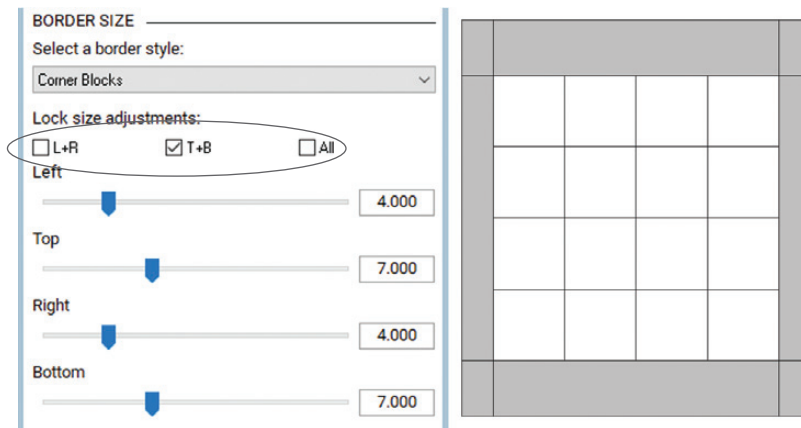 BORDER SIZE
Select a border style:
Corner Blocks
Lock size adjustments:
L+R T+B All
Left
4.000
Top
7.000
Right
4.000
Bottom
7.000